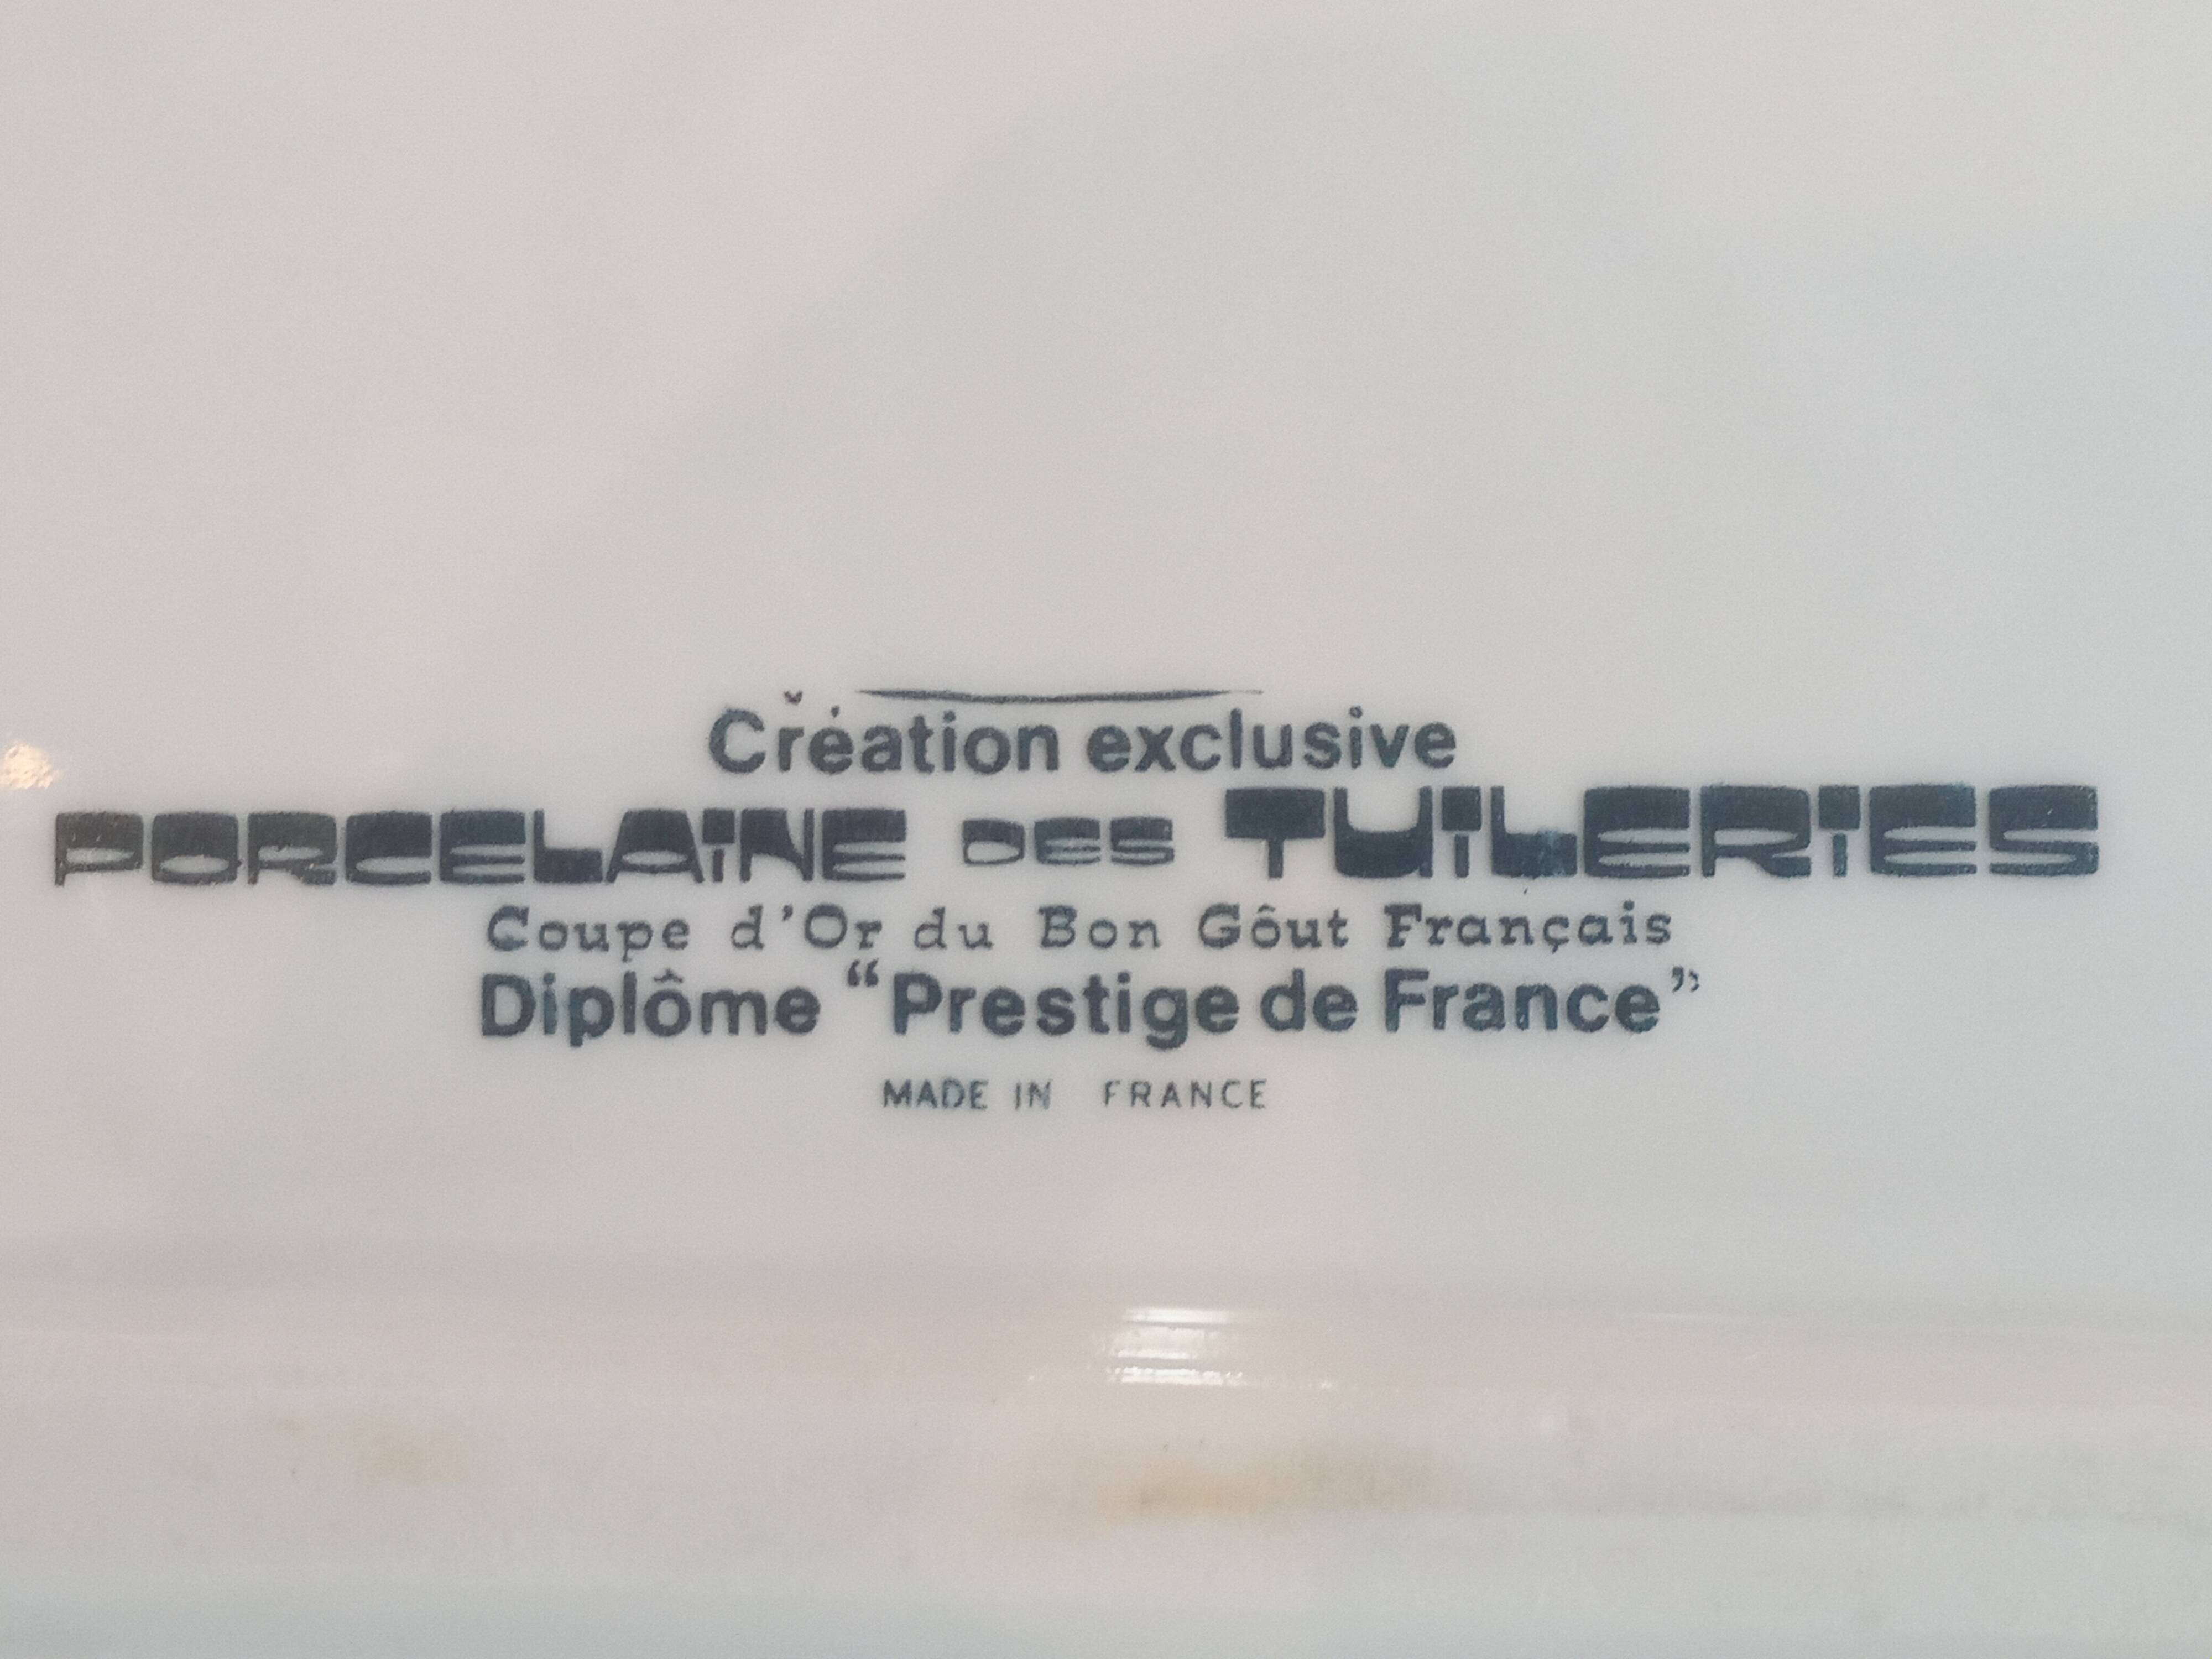 Création exclusive
PORCELAiNE DES TUiLERiES
Coupe d'Or du Bon Gôut Français
Diplôme “Prestige de France”
MADE IN FRANCE